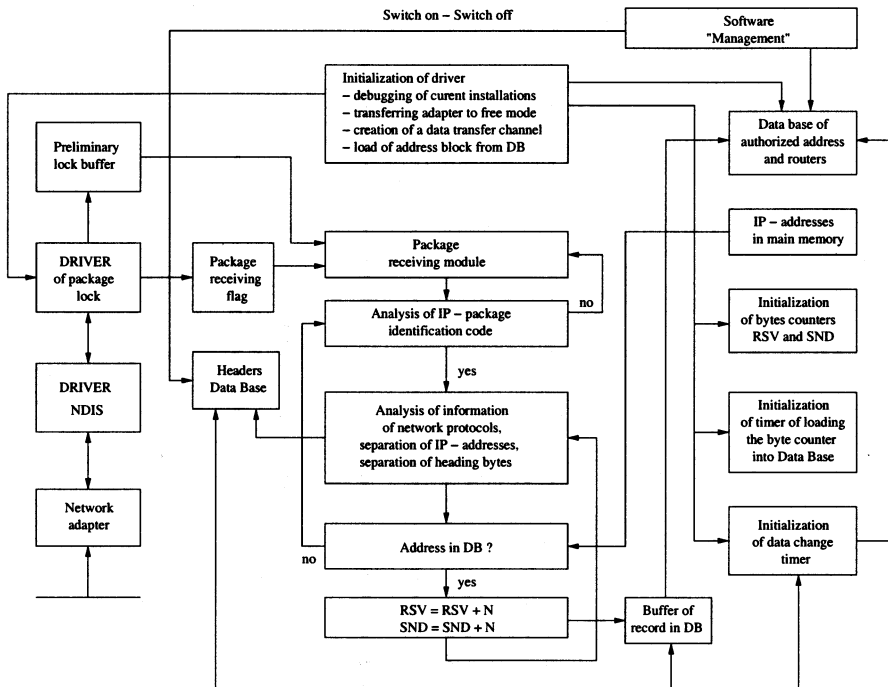 Switch on – Switch off
Software
"Management"
Initialization of driver
– debugging of curent installations
– transferring adapter to free mode
– creation of a data transfer channel
– load of address block from DB
Preliminary
lock buffer
Data base of
authorized address
and routers
IP – addresses
in main memory
DRIVER
of package
lock
Package
receiving
flag
Package
receiving module
no
Analysis of IP – package
identification code
Initialization
of bytes counters
RSV and SND
yes
Headers
Data Base
DRIVER
NDIS
Analysis of information
of network protocols,
separation of IP – addresses,
separation of heading bytes
Initialization
of timer of loading
the byte counter
into Data Base
Network
adapter
Address in DB ?
no
Initialization
of data change
timer
yes
RSV = RSV + N
SND = SND + N
Buffer of
record in DB